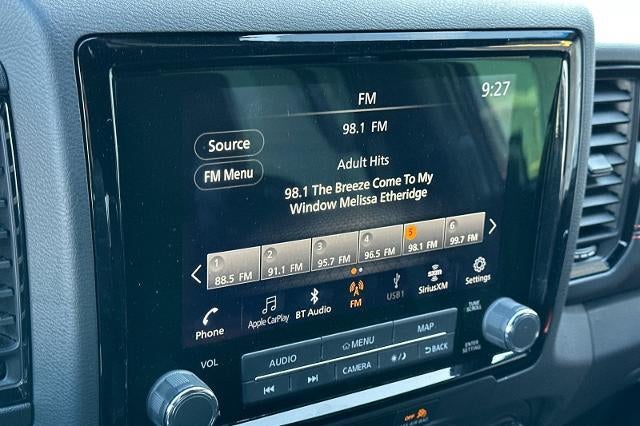 FM
9:27
98.1 FM
Source
Adult Hits
FM Menu
98.1 The Breeze Come To My
Window Melissa Etheridge
1 2 3 4 5 6
88.5 FM 91.1 FM 95.7 FM 96.5 FM 98.1 FM 99.7 FM
Phone Apple CarPlay BT Audio FM USB1 SiriusXM Settings
VOL
AUDIO MENU MAP
CAMERA BACK
TUNE
SCROLL
ENTER
SETTING
OFF